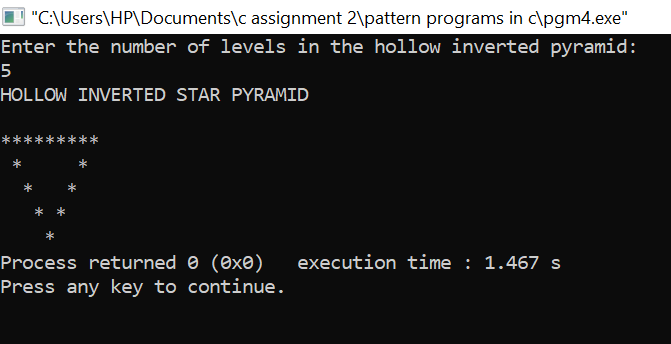 "C:\Users\HP\Documents\c assignment 2\pattern programs in c\pgm4.exe"
Enter the number of levels in the hollow inverted pyramid:
5
HOLLOW INVERTED STAR PYRAMID

*********
 *     *
  *   *
   * *
    *
Process returned 0 (0x0)   execution time : 1.467 s
Press any key to continue.